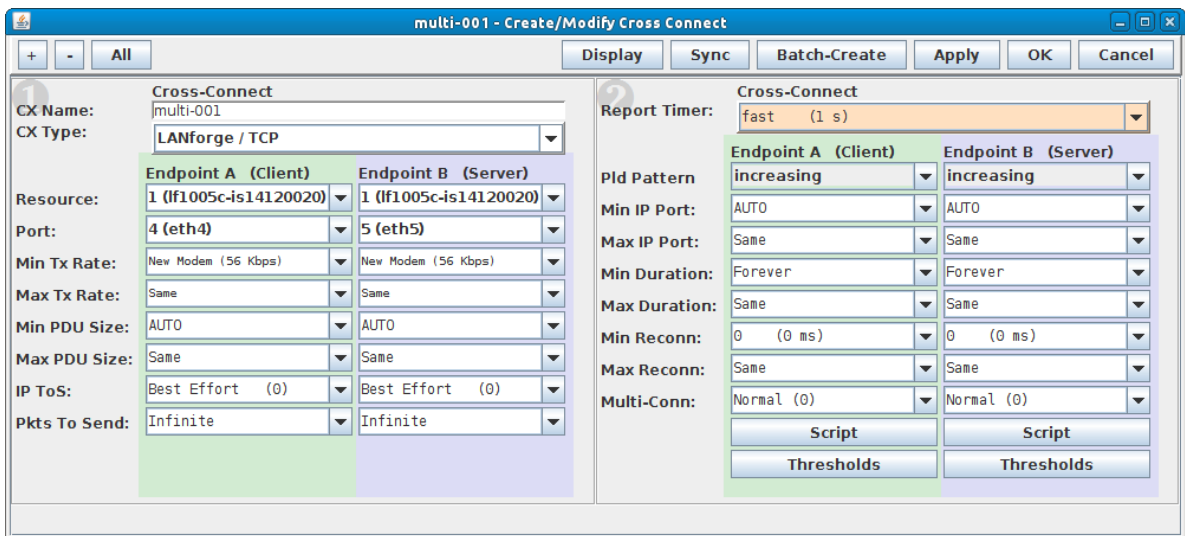 multi-001 - Create/Modify Cross Connect
+ - All Display Sync Batch-Create Apply OK Cancel
1
Cross-Connect
CX Name: multi-001
CX Type: LANforge / TCP
Endpoint A (Client) Endpoint B (Server)
Resource: 1 (lf1005c-is14120020) 1 (lf1005c-is14120020)
Port: 4 (eth4) 5 (eth5)
Min Tx Rate: New Modem (56 Kbps) New Modem (56 Kbps)
Max Tx Rate: Same Same
Min PDU Size: AUTO AUTO
Max PDU Size: Same Same
IP ToS: Best Effort (0) Best Effort (0)
Pkts To Send: Infinite Infinite
2
Cross-Connect
Report Timer: fast (1 s)
Endpoint A (Client) Endpoint B (Server)
Pld Pattern increasing increasing
Min IP Port: AUTO AUTO
Max IP Port: Same Same
Min Duration: Forever Forever
Max Duration: Same Same
Min Reconn: 0 (0 ms) 0 (0 ms)
Max Reconn: Same Same
Multi-Conn: Normal (0) Normal (0)
Script Script
Thresholds Thresholds